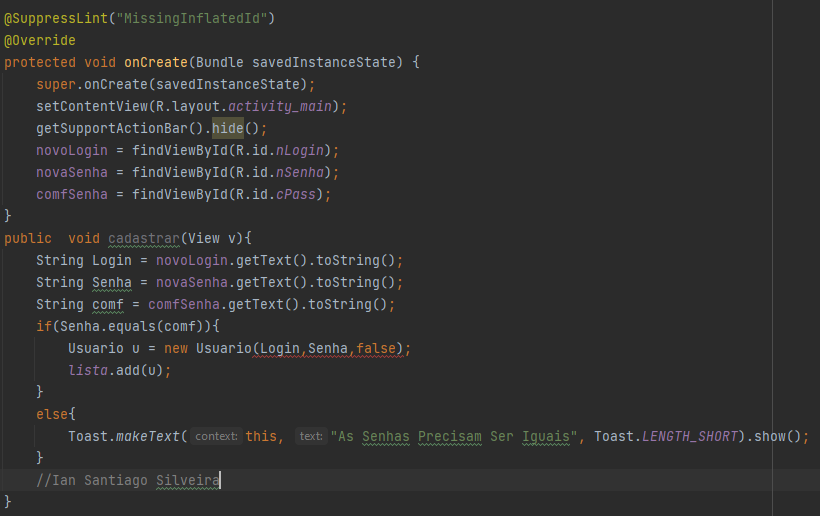 @SuppressLint("MissingInflatedId")
@Override
protected void onCreate(Bundle savedInstanceState) {
    super.onCreate(savedInstanceState);
    setContentView(R.layout.activity_main);
    getSupportActionBar().hide();
    novoLogin = findViewById(R.id.nLogin);
    novaSenha = findViewById(R.id.nSenha);
    comfSenha = findViewById(R.id.cPass);
}
public  void cadastrar(View v){
    String Login = novoLogin.getText().toString();
    String Senha = novaSenha.getText().toString();
    String comf = comfSenha.getText().toString();
    if(Senha.equals(comf)){
        Usuario u = new Usuario(Login,Senha,false);
        lista.add(u);
    }
    else{
        Toast.makeText( context: this, text: "As Senhas Precisam Ser Iguais", Toast.LENGTH_SHORT).show();
    }
    //Ian Santiago Silveira
}